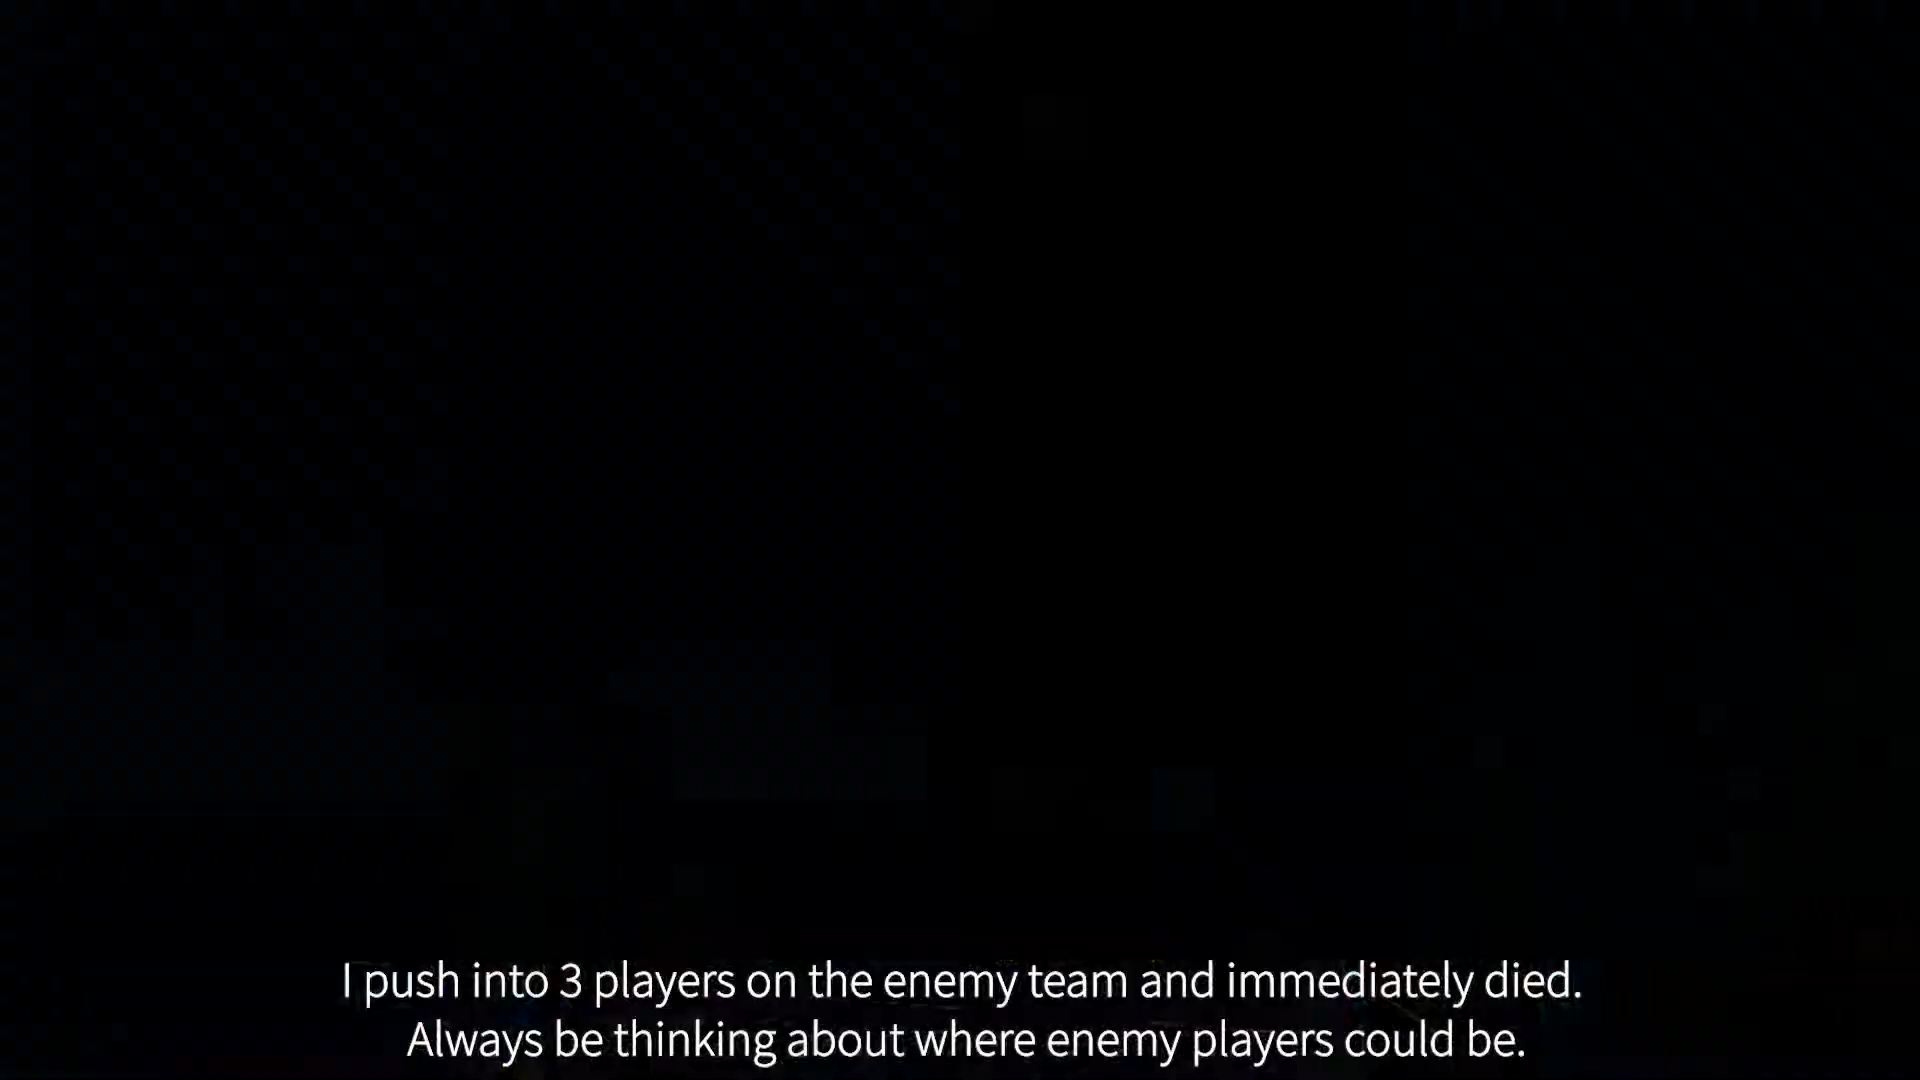 I push into 3 players on the enemy team and immediately died.
Always be thinking about where enemy players could be.